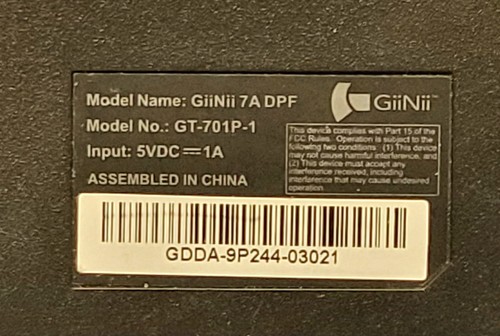 Model Name: GiiNii 7A DPF
GiiNii™
Model No.: GT-701P-1
Input: 5VDC⎓1A
ASSEMBLED IN CHINA
This device complies with Part 15 of the
FCC Rules. Operation is subject to the
following two conditions: (1) This device
may not cause harmful interference, and
(2) This device must accept any
interference received, including
interference that may cause undesired
operation.
GDDA-9P244-03021